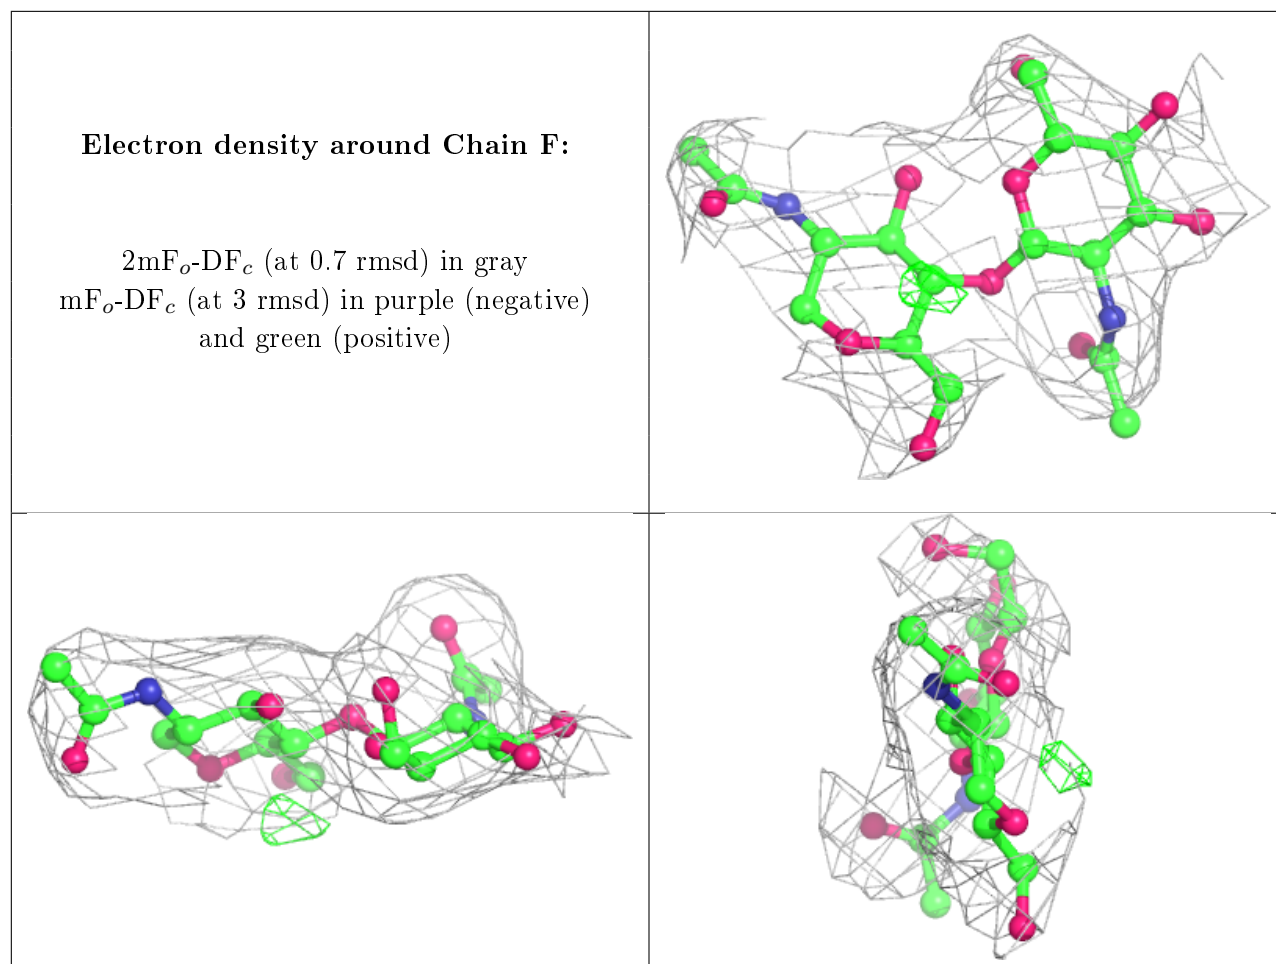 Electron density around Chain F:
2mFₒ-DF𝒸 (at 0.7 rmsd) in gray
mFₒ-DF𝒸 (at 3 rmsd) in purple (negative)
and green (positive)